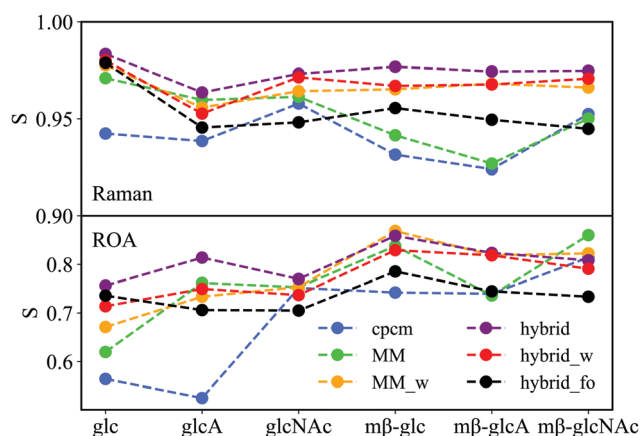 1.00
S
0.95
Raman
0.90
ROA
0.8
S
0.7
0.6
cpcm
hybrid
MM
hybrid_w
MM_w
hybrid_fo
glc
glcA
glcNAc
mβ-glc
mβ-glcA
mβ-glcNAc